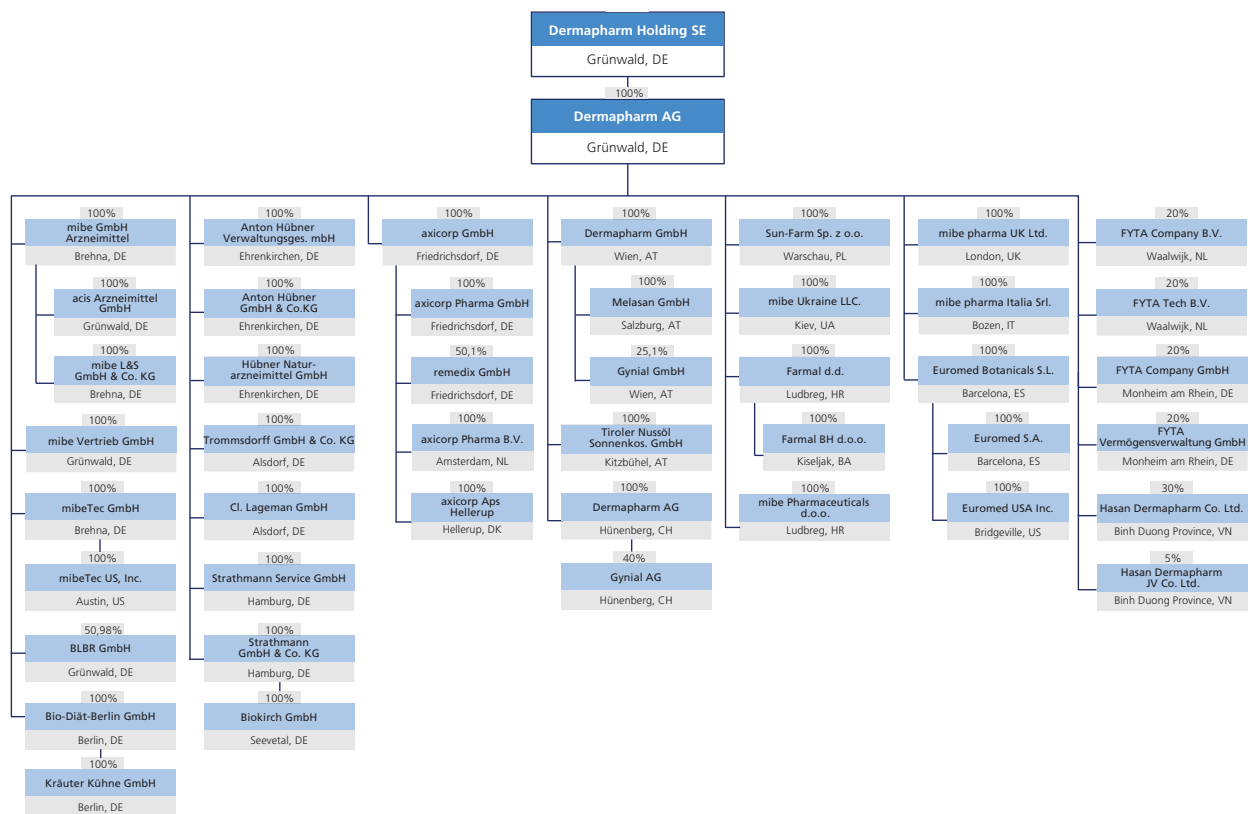 Dermapharm Holding SE
Grünwald, DE
100%
Dermapharm AG
Grünwald, DE
100%
mibe GmbH
Arzneimittel
Brehna, DE
100%
acis Arzneimittel
GmbH
Grünwald, DE
100%
mibe L&S
GmbH & Co. KG
Brehna, DE
100%
mibe Vertrieb GmbH
Grünwald, DE
100%
mibeTec GmbH
Brehna, DE
100%
mibeTec US, Inc.
Austin, US
50,98%
BLBR GmbH
Grünwald, DE
100%
Bio-Diät-Berlin GmbH
Berlin, DE
100%
Kräuter Kühne GmbH
Berlin, DE
100%
Anton Hübner
Verwaltungsges. mbH
Ehrenkirchen, DE
100%
Anton Hübner
GmbH & Co.KG
Ehrenkirchen, DE
100%
Hübner Natur-
arzneimittel GmbH
Ehrenkirchen, DE
100%
Trommsdorff GmbH & Co. KG
Alsdorf, DE
100%
Cl. Lageman GmbH
Alsdorf, DE
100%
Strathmann Service GmbH
Hamburg, DE
100%
Strathmann
GmbH & Co. KG
Hamburg, DE
100%
Biokirch GmbH
Seevetal, DE
100%
axicorp GmbH
Friedrichsdorf, DE
100%
axicorp Pharma GmbH
Friedrichsdorf, DE
50,1%
remedix GmbH
Friedrichsdorf, DE
100%
axicorp Pharma B.V.
Amsterdam, NL
100%
axicorp Aps
Hellerup
Hellerup, DK
100%
Dermapharm GmbH
Wien, AT
100%
Melasan GmbH
Salzburg, AT
25,1%
Gynial GmbH
Wien, AT
100%
Tiroler Nussöl
Sonnenkos. GmbH
Kitzbühel, AT
100%
Dermapharm AG
Hünenberg, CH
40%
Gynial AG
Hünenberg, CH
100%
Sun-Farm Sp. z o.o.
Warschau, PL
100%
mibe Ukraine LLC.
Kiev, UA
100%
Farmal d.d.
Ludbreg, HR
100%
Farmal BH d.o.o.
Kiseljak, BA
100%
mibe Pharmaceuticals
d.o.o.
Ludbreg, HR
100%
mibe pharma UK Ltd.
London, UK
100%
mibe pharma Italia Srl.
Bozen, IT
100%
Euromed Botanicals S.L.
Barcelona, ES
100%
Euromed S.A.
Barcelona, ES
100%
Euromed USA Inc.
Bridgeville, US
20%
FYTA Company B.V.
Waalwijk, NL
20%
FYTA Tech B.V.
Waalwijk, NL
20%
FYTA Company GmbH
Monheim am Rhein, DE
20%
FYTA
Vermögensverwaltung GmbH
Monheim am Rhein, DE
30%
Hasan Dermapharm Co. Ltd.
Binh Duong Province, VN
5%
Hasan Dermapharm
JV Co. Ltd.
Binh Duong Province, VN